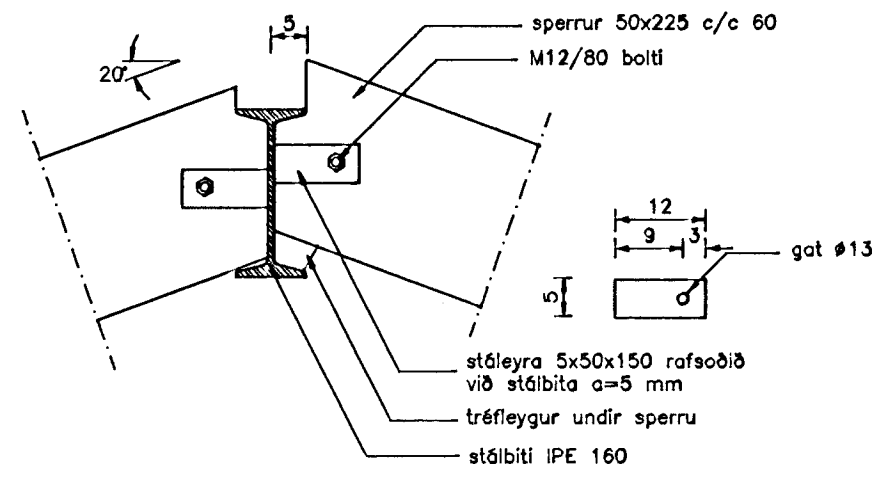 5
sperrur 50x225 c/c 60
M12/80 bolti
20°
12
9
3
gat ø13
5
stáleyra 5x50x150 rafsoðið
við stálbita a=5 mm
tréfleygur undir sperru
stálbiti IPE 160